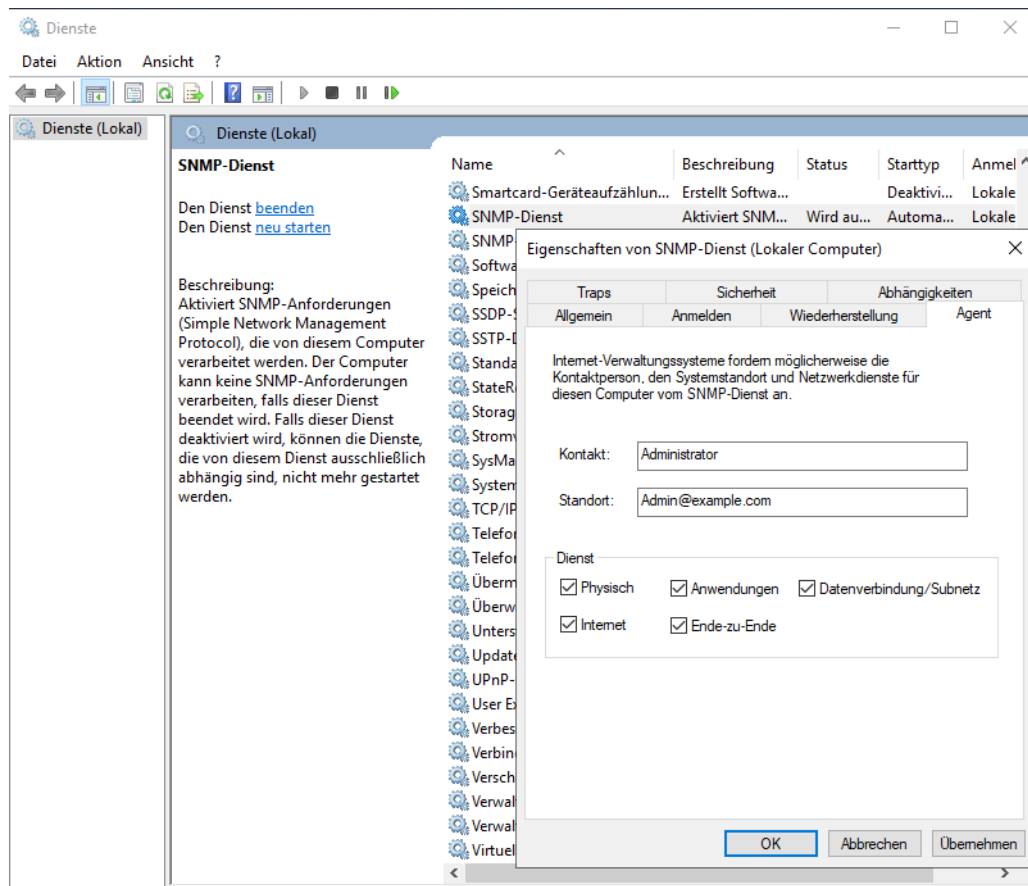 Dienste
Datei Aktion Ansicht ?
Dienste (Lokal)
Dienste (Lokal)
SNMP-Dienst
Den Dienst beenden
Den Dienst neu starten
Beschreibung:
Aktiviert SNMP-Anforderungen
(Simple Network Management
Protocol), die von diesem Computer
verarbeitet werden. Der Computer
kann keine SNMP-Anforderungen
verarbeiten, falls dieser Dienst
beendet wird. Falls dieser Dienst
deaktiviert wird, können die Dienste,
die von diesem Dienst ausschließlich
abhängig sind, nicht mehr gestartet
werden.
Name Beschreibung Status Starttyp Anmel
Smartcard-Geräteaufzählun... Erstellt Softwa... Deaktivi... Lokale
SNMP-Dienst Aktiviert SNM... Wird au... Automa... Lokale
SNMP-
Softwa
Speich
SSDP-S
SSTP-D
Standa
StateRe
Storag
Stromv
SysMa
System
TCP/IP
Telefon
Telefon
Überm
Überw
Unters
Update
UPnP-
User Ex
Verbes
Verbin
Versch
Verwal
Verwal
Virtuel
Eigenschaften von SNMP-Dienst (Lokaler Computer)
Traps Sicherheit Abhängigkeiten
Allgemein Anmelden Wiederherstellung Agent
Internet-Verwaltungssysteme fordern möglicherweise die
Kontaktperson, den Systemstandort und Netzwerkdienste für
diesen Computer vom SNMP-Dienst an.
Kontakt: Administrator
Standort: Admin@example.com
Dienst
Physisch Anwendungen Datenverbindung/Subnetz
Internet Ende-zu-Ende
OK Abbrechen Übernehmen